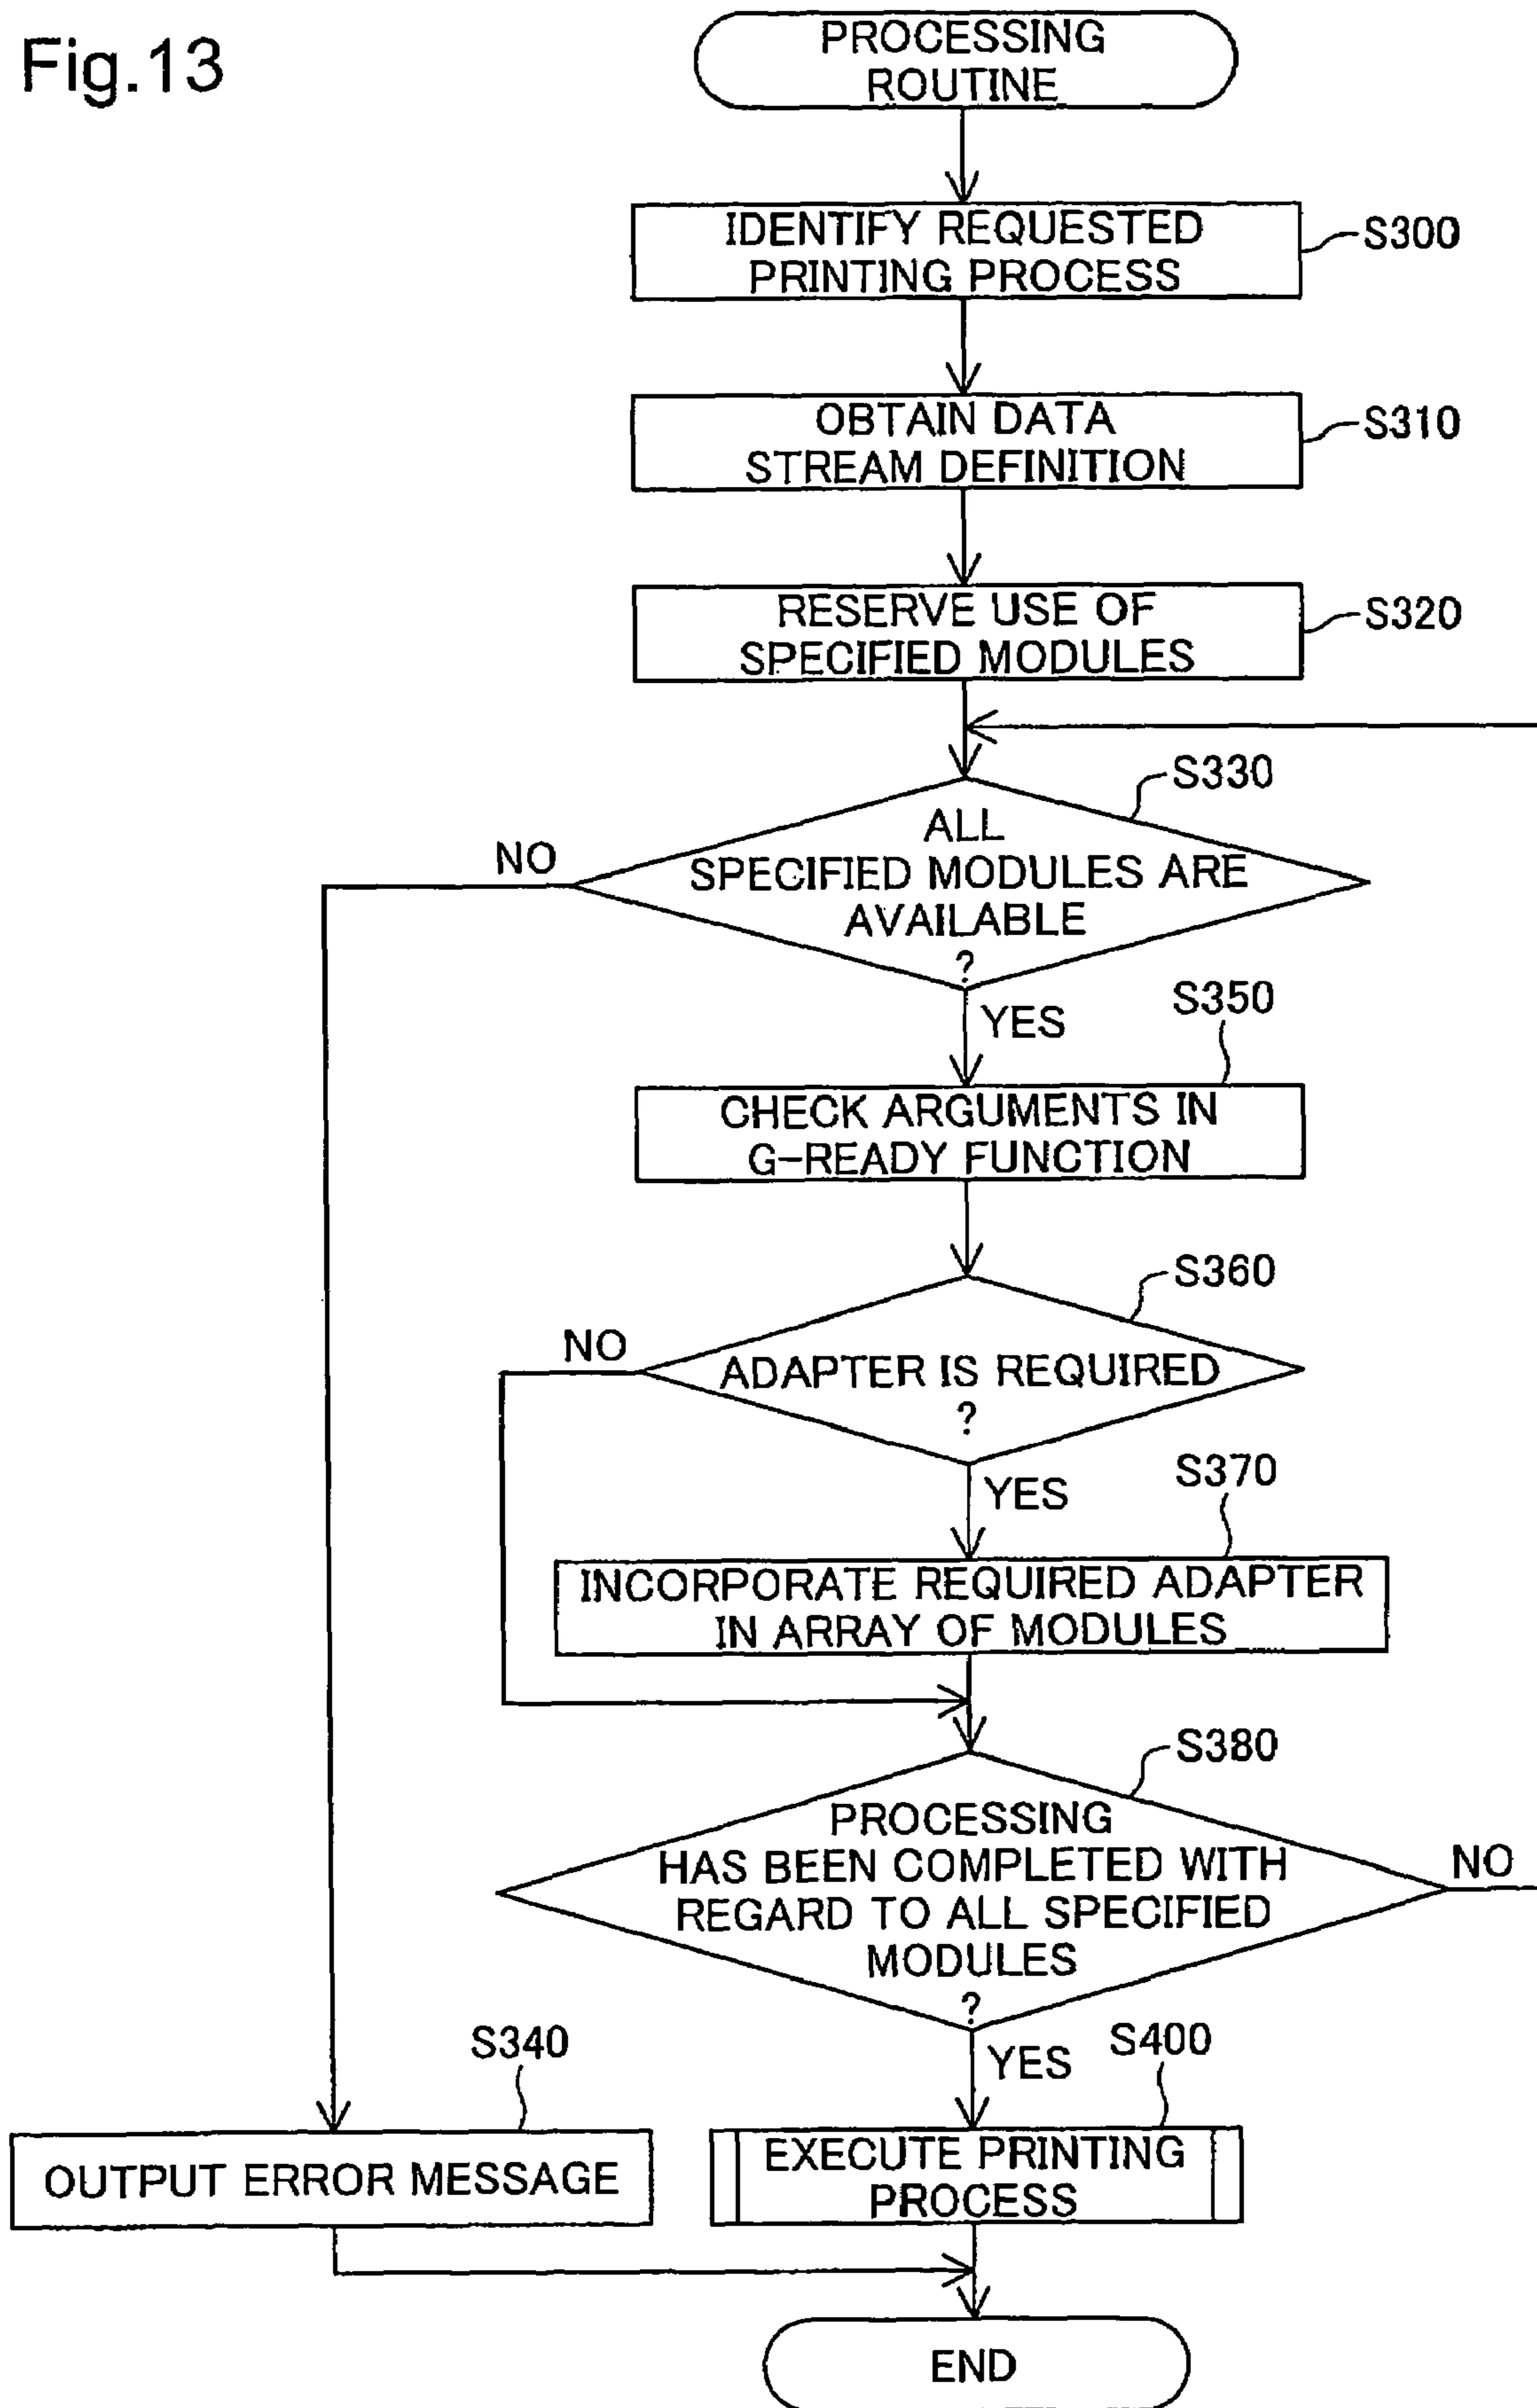 Fig.13
PROCESSING
ROUTINE
IDENTIFY REQUESTED
PRINTING PROCESS
S300
OBTAIN DATA
STREAM DEFINITION
S310
RESERVE USE OF
SPECIFIED MODULES
S320
S330
NO
ALL
SPECIFIED MODULES ARE
AVAILABLE
?
YES
S350
CHECK ARGUMENTS IN
G-READY FUNCTION
S360
NO
ADAPTER IS REQUIRED
?
YES
S370
INCORPORATE REQUIRED ADAPTER
IN ARRAY OF MODULES
S380
PROCESSING
HAS BEEN COMPLETED WITH
REGARD TO ALL SPECIFIED
MODULES
?
NO
YES
S340
OUTPUT ERROR MESSAGE
S400
EXECUTE PRINTING
PROCESS
END